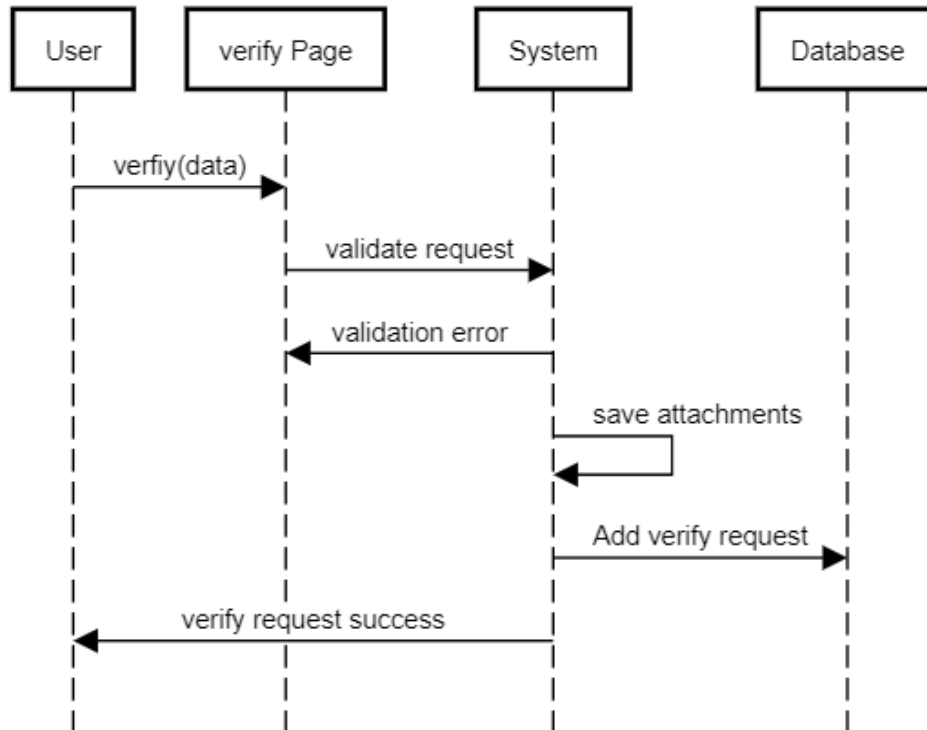 User
verify Page
System
Database
verfiy(data)
validate request
validation error
save attachments
Add verify request
verify request success